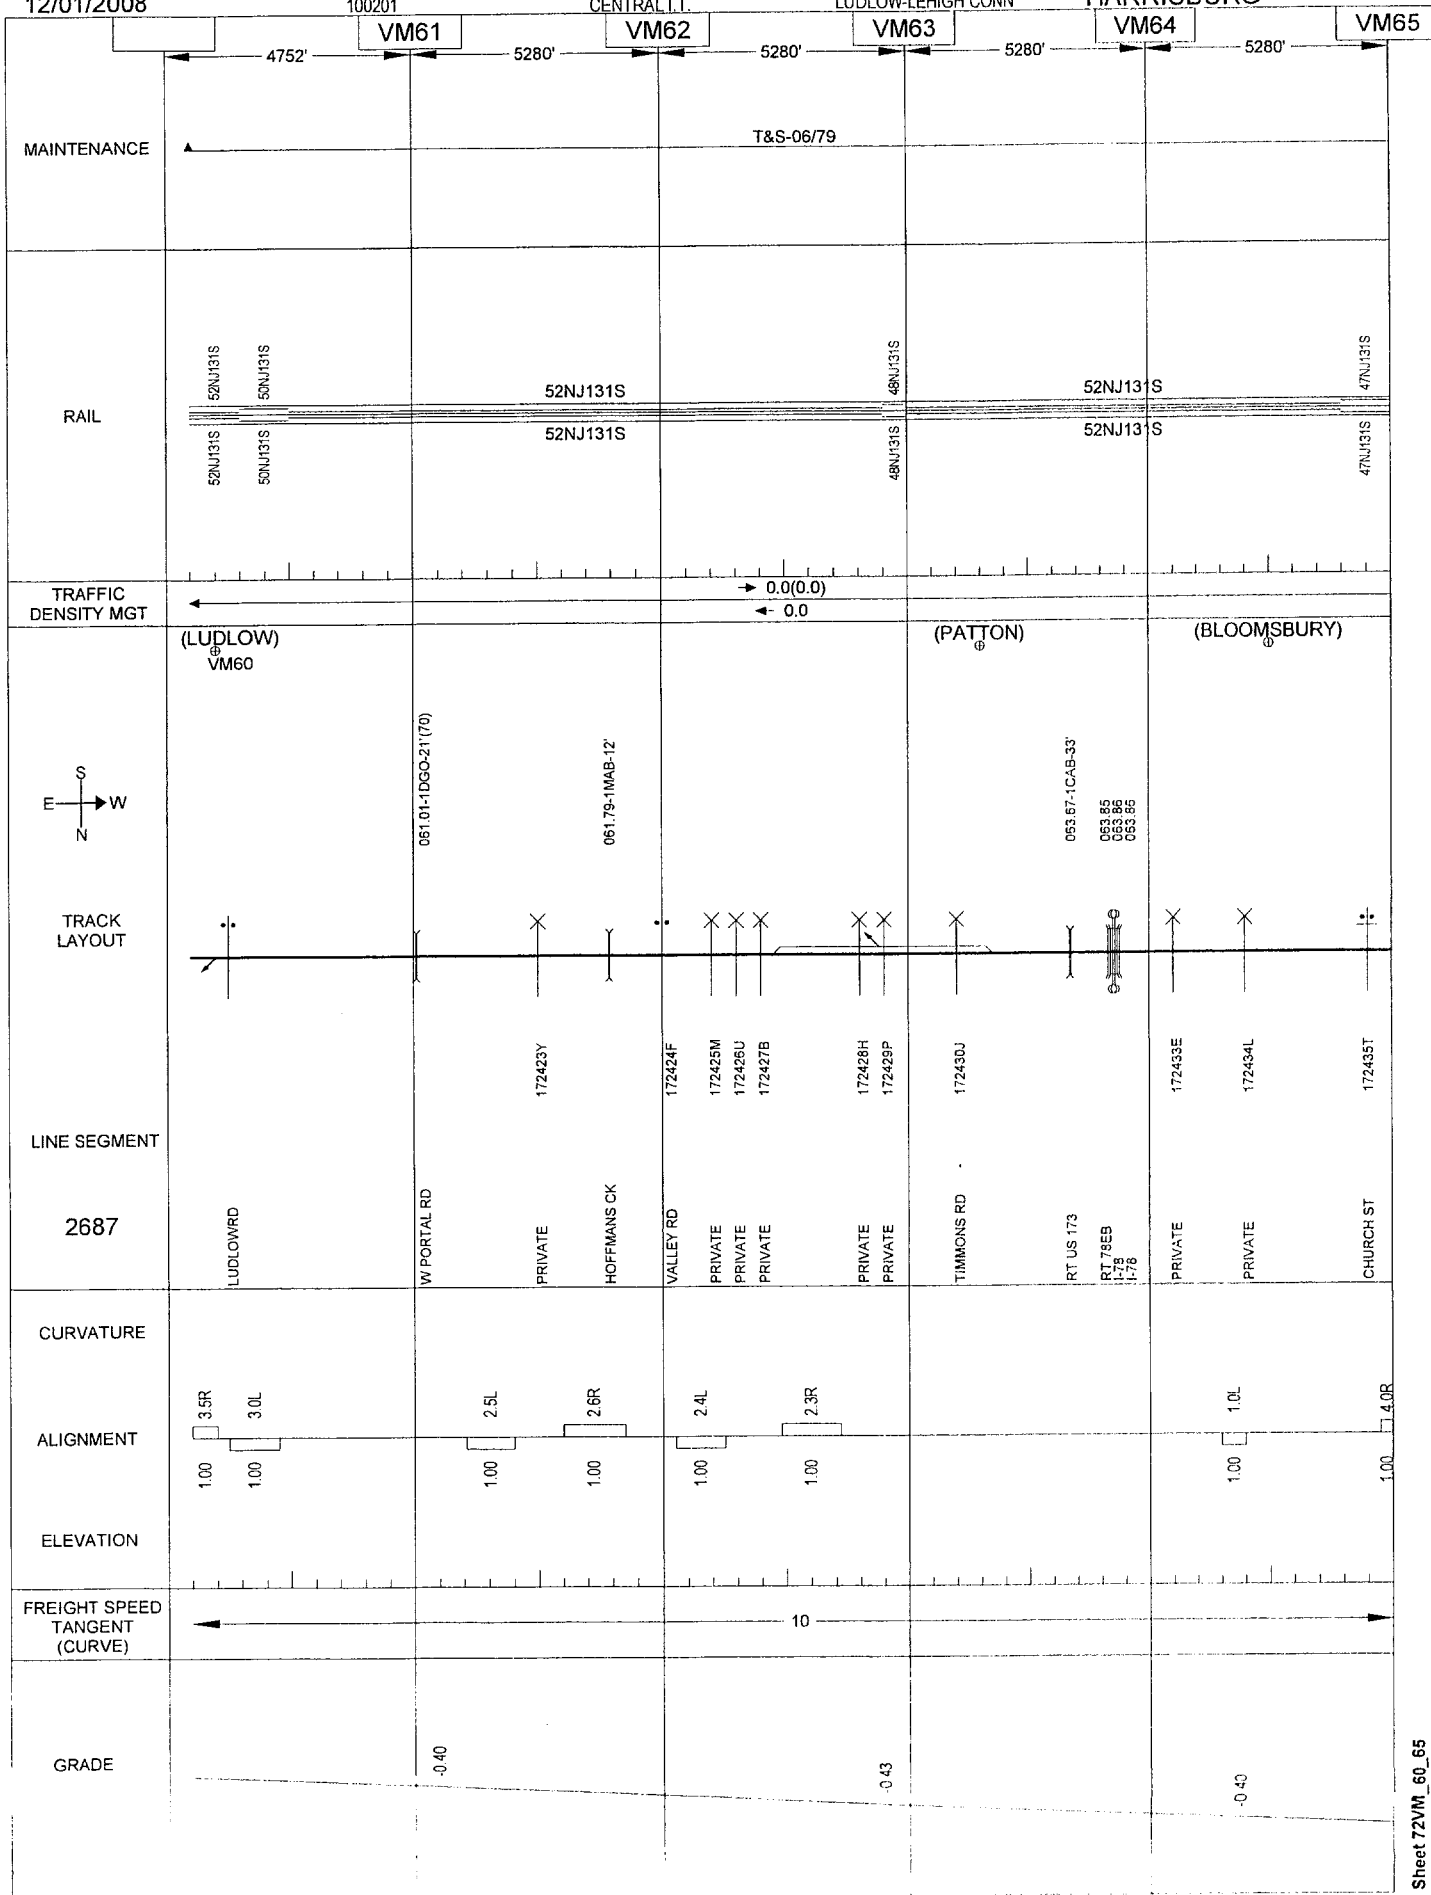 12/01/2008 100201 CENTRAL I.T. LUDLOW-LEHIGH CONN HARRISBURG
VM61 VM62 VM63 VM64 VM65
4752' 5280' 5280' 5280' 5280'
MAINTENANCE
T&S-06/79
RAIL
52NJ131S 50NJ131S 52NJ131S 48NJ131S 52NJ131S 47NJ131S
52NJ131S 50NJ131S 52NJ131S 48NJ131S 52NJ131S 47NJ131S
TRAFFIC
DENSITY MGT
0.0(0.0)
0.0
(LUDLOW) (PATTON) (BLOOMSBURY)
VM60
S
E W
N
061.01-1DGO-21'(70)
061.79-1MAB-12'
063.67-1CAB-33'
063.85
063.86
063.86
TRACK
LAYOUT
172423Y
172424F
172425M
172426U
172427B
172428H
172429P
172430J
172433E
172434L
172435T
LINE SEGMENT
2687
LUDLOWRD
W PORTAL RD
PRIVATE
HOFFMANS CK
VALLEY RD
PRIVATE
PRIVATE
PRIVATE
PRIVATE
PRIVATE
TIMMONS RD
RT US 173
RT 78EB
I-78
I-78
PRIVATE
PRIVATE
CHURCH ST
CURVATURE
3.5R 3.0L 2.5L 2.6R 2.4L 2.3R 1.0L 4.0R
ALIGNMENT
1.00 1.00 1.00 1.00 1.00 1.00 1.00 1.00
ELEVATION
FREIGHT SPEED
TANGENT
(CURVE)
10
GRADE
-0.40 -0.43 -0.40
Sheet 72VM_60_65